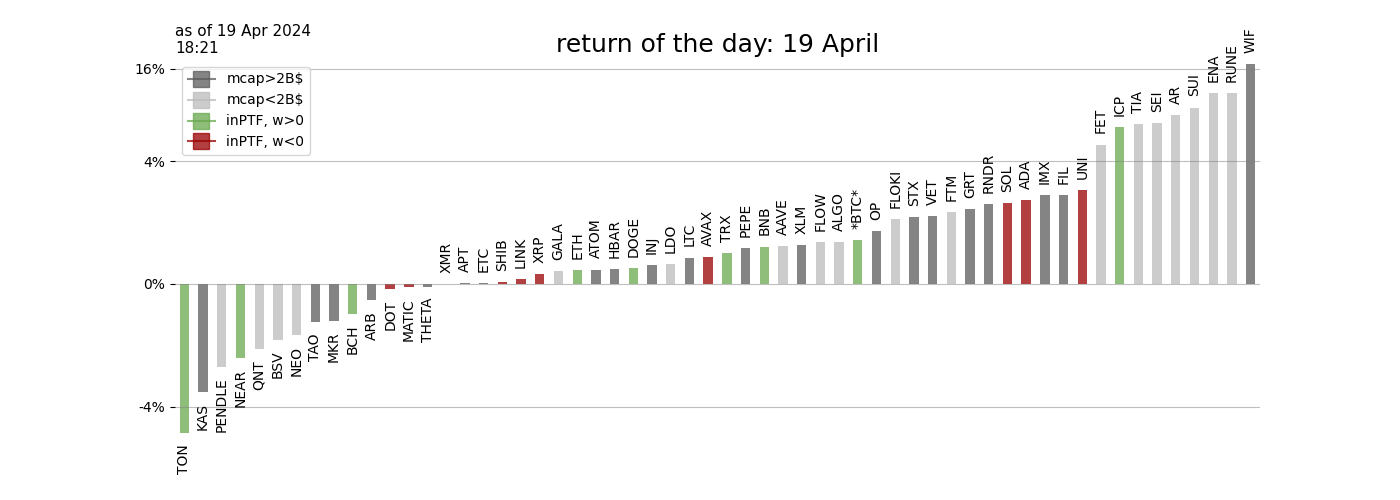 as of 19 Apr 2024
18:21
return of the day: 19 April
mcap>2B$
mcap<2B$
inPTF, w>0
inPTF, w<0
16%
4%
0%
-4%
TON
KAS
PENDLE
NEAR
QNT
BSV
NEO
TAO
MKR
BCH
ARB
DOT
MATIC
THETA
XMR
APT
ETC
SHIB
LINK
XRP
GALA
ETH
ATOM
HBAR
DOGE
INJ
LDO
LTC
AVAX
TRX
PEPE
BNB
AAVE
XLM
FLOW
ALGO
*BTC*
OP
FLOKI
STX
VET
FTM
GRT
RNDR
SOL
ADA
IMX
FIL
UNI
FET
ICP
TIA
SEI
AR
SUI
ENA
RUNE
WIF